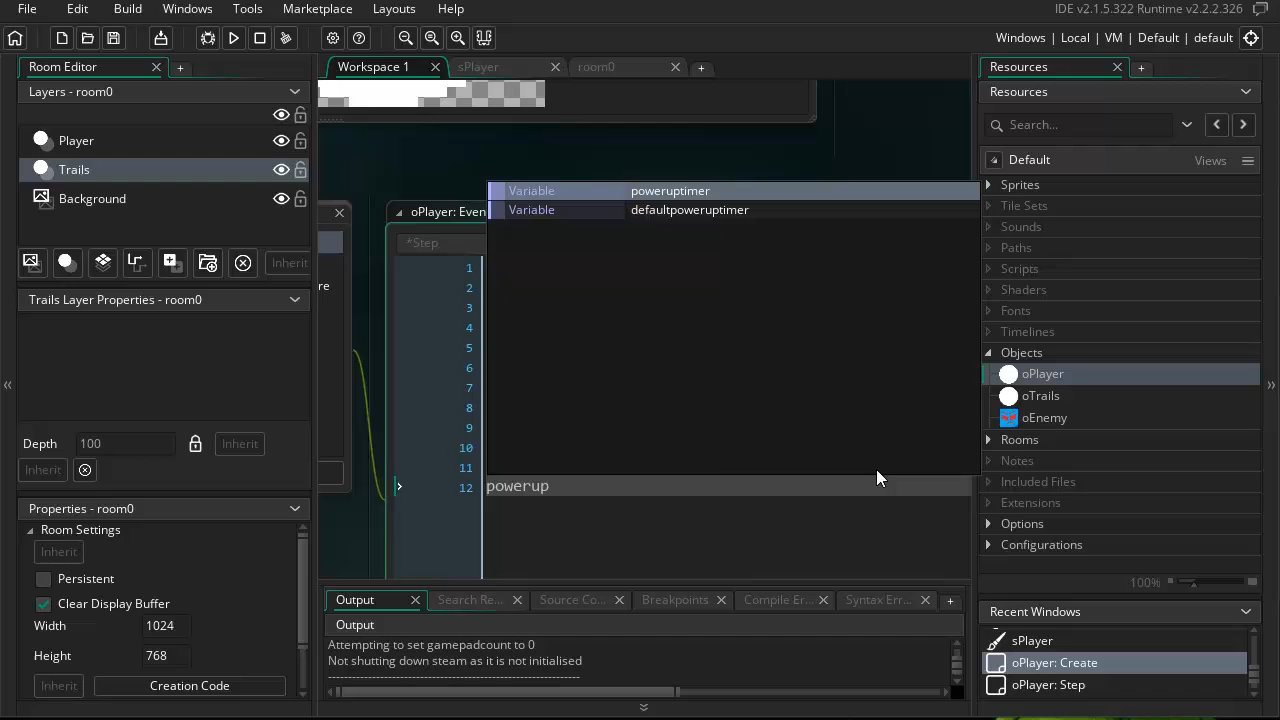 File Edit Build Windows Tools Marketplace Layouts Help IDE v2.1.5.322 Runtime v2.2.2.326
Windows | Local | VM | Default | default
Room Editor
Layers - room0
Player
Trails
Background
Inherit
Trails Layer Properties - room0
Depth 100 Inherit
Inherit
Properties - room0
Room Settings
Inherit
Persistent
Clear Display Buffer
Width 1024
Height 768
Inherit Creation Code
Workspace 1 sPlayer room0
re
oPlayer: Even
*Step
Variable poweruptimer
Variable defaultpoweruptimer
1
2
3
4
5
6
7
8
9
10
11
12 powerup
Output Search Re... Source Co... Breakpoints Compile Er... Syntax Err...
Output
Attempting to set gamepadcount to 0
Not shutting down steam as it is not initialised
Resources
Resources
Search...
Default Views
Sprites
Tile Sets
Sounds
Paths
Scripts
Shaders
Fonts
Timelines
Objects
oPlayer
oTrails
oEnemy
Rooms
Notes
Included Files
Extensions
Options
Configurations
100%
Recent Windows
sPlayer
oPlayer: Create
oPlayer: Step